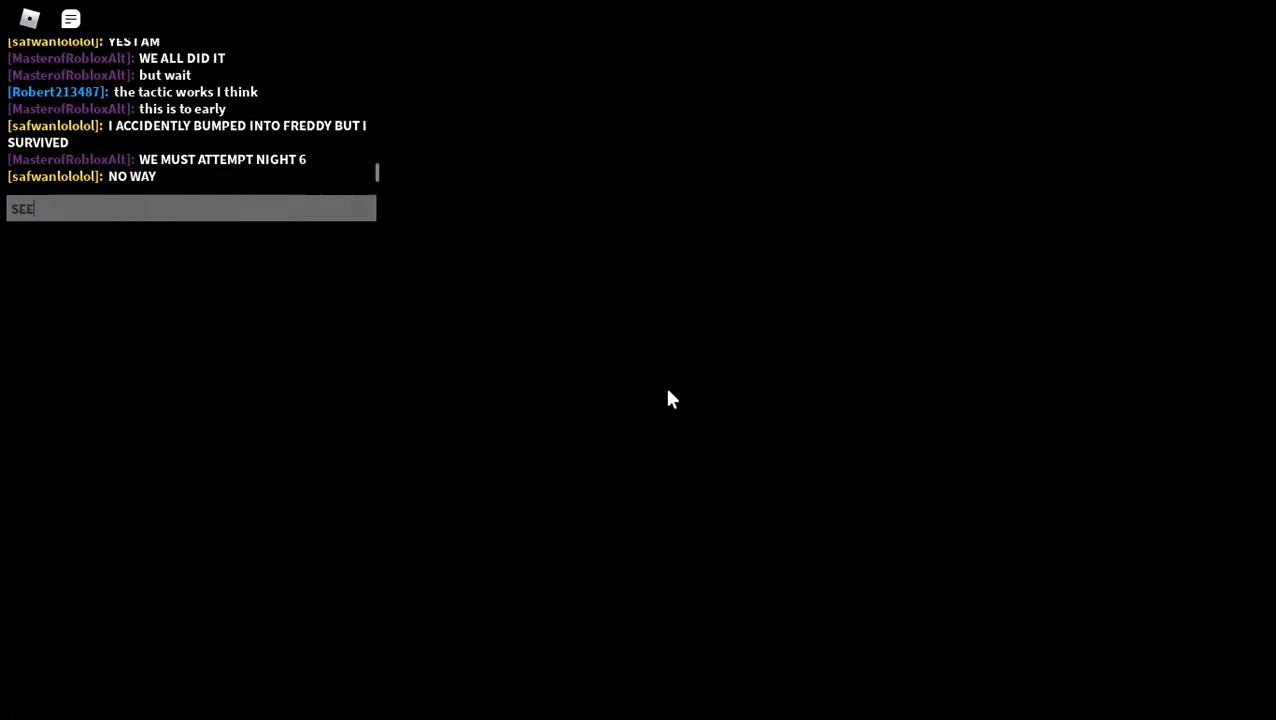 [safwanlololol]: YES I AM
[MasterofRobloxAlt]: WE ALL DID IT
[MasterofRobloxAlt]: but wait
[Robert213487]: the tactic works I think
[MasterofRobloxAlt]: this is to early
[safwanlololol]: I ACCIDENTLY BUMPED INTO FREDDY BUT I
SURVIVED
[MasterofRobloxAlt]: WE MUST ATTEMPT NIGHT 6
[safwanlololol]: NO WAY
SEE